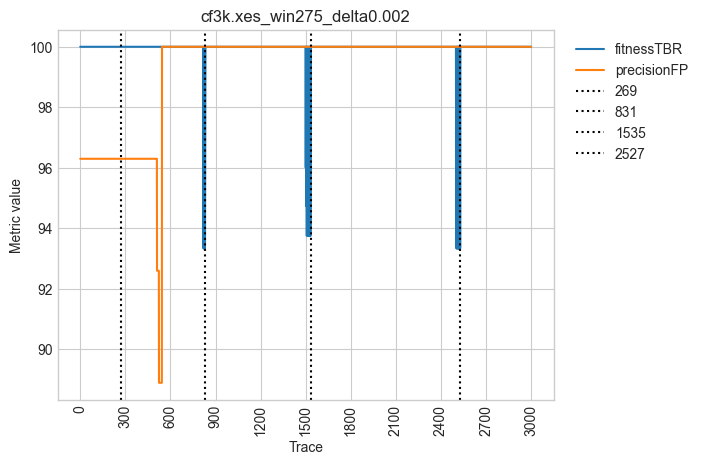 cf3k.xes_win275_delta0.002
fitnessTBR
precisionFP
269
831
1535
2527
Metric value
100
98
96
94
92
90
0 300 600 900 1200 1500 1800 2100 2400 2700 3000
Trace